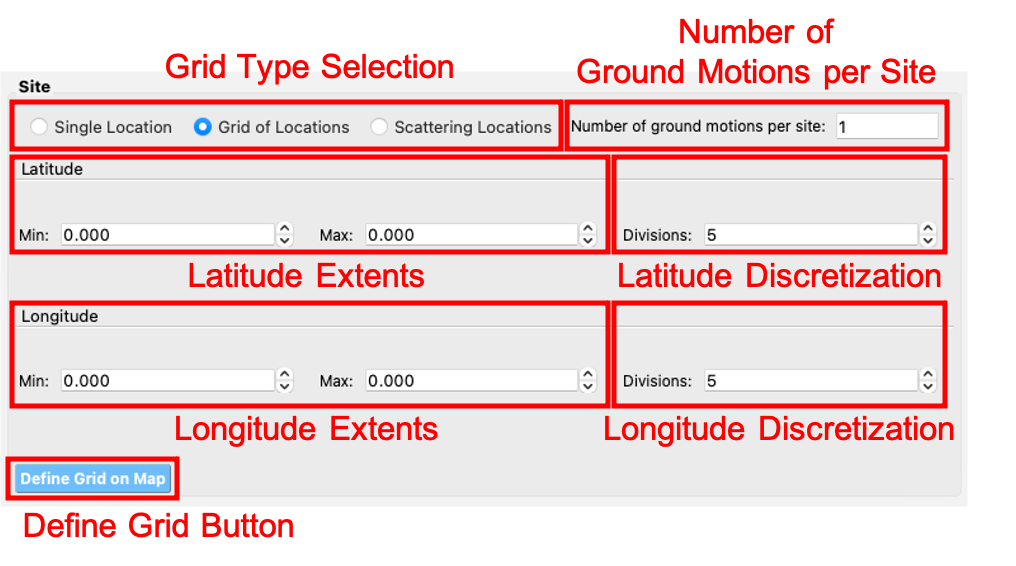 Number of
Grid Type Selection
Ground Motions per Site
Site
Single Location Grid of Locations Scattering Locations Number of ground motions per site: 1
Latitude
Min: 0.000 Max: 0.000 Divisions: 5
Latitude Extents Latitude Discretization
Longitude
Min: 0.000 Max: 0.000 Divisions: 5
Longitude Extents Longitude Discretization
Define Grid on Map
Define Grid Button